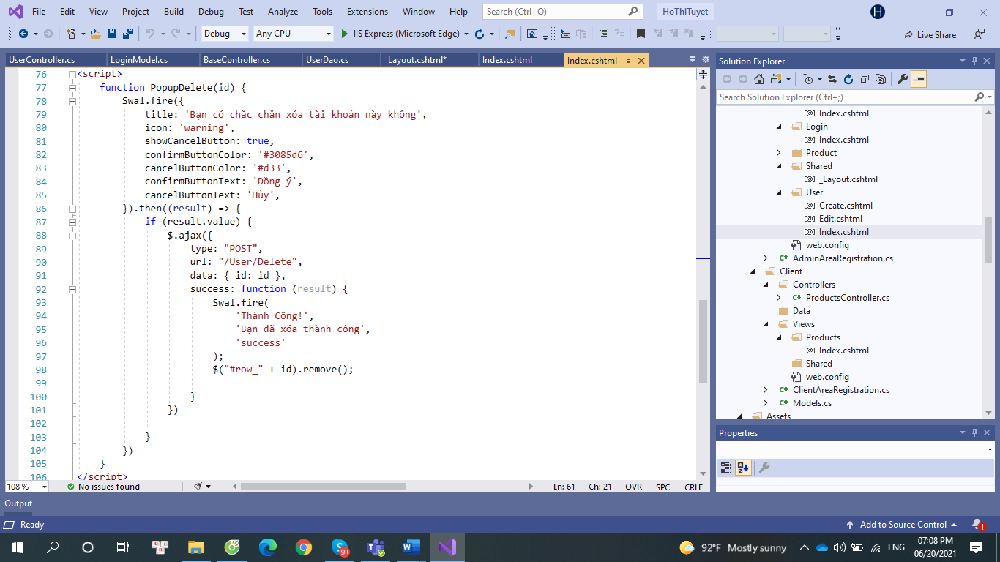 File Edit View Project Build Debug Test Analyze Tools Extensions Window Help Search (Ctrl+Q) HoThiTuyet H
Debug Any CPU IIS Express (Microsoft Edge) Live Share
UserController.cs LoginModel.cs BaseController.cs UserDao.cs _Layout.cshtml* Index.cshtml Index.cshtml
76 <script>
77 function PopupDelete(id) {
78 Swal.fire({
79 title: 'Bạn có chắc chắn xóa tài khoản này không',
80 icon: 'warning',
81 showCancelButton: true,
82 confirmButtonColor: '#3085d6',
83 cancelButtonColor: '#d33',
84 confirmButtonText: 'Đồng ý',
85 cancelButtonText: 'Hủy',
86 }).then((result) => {
87 if (result.value) {
88 $.ajax({
89 type: "POST",
90 url: "/User/Delete",
91 data: { id: id },
92 success: function (result) {
93 Swal.fire(
94 'Thành Công!',
95 'Bạn đã xóa thành công',
96 'success'
97 );
98 $("#row_" + id).remove();
99
100 }
101 })
102
103 }
104 })
105 }
106 </script>
108 % No issues found Ln: 61 Ch: 21 OVR SPC CRLF
Solution Explorer
Search Solution Explorer (Ctrl+;)
Index.cshtml
Login
Index.cshtml
Product
Shared
_Layout.cshtml
User
Create.cshtml
Edit.cshtml
Index.cshtml
web.config
C# AdminAreaRegistration.cs
Client
Controllers
C# ProductsController.cs
Data
Views
Products
Index.cshtml
Shared
web.config
C# ClientAreaRegistration.cs
C# Models.cs
Assets
Properties
Output
Ready Add to Source Control 1
9+ 92°F Mostly sunny ENG 07:08 PM
06/20/2021